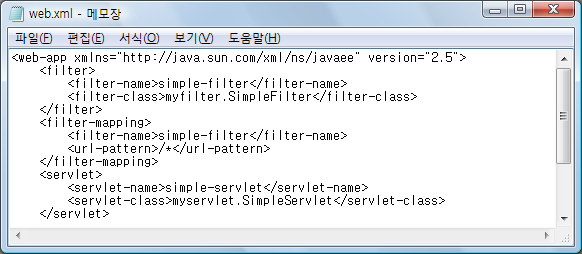 web.xml - 메모장
파일(F) 편집(E) 서식(O) 보기(V) 도움말(H)
<web-app xmlns="http://java.sun.com/xml/ns/javaee" version="2.5">
    <filter>
        <filter-name>simple-filter</filter-name>
        <filter-class>myfilter.SimpleFilter</filter-class>
    </filter>
    <filter-mapping>
        <filter-name>simple-filter</filter-name>
        <url-pattern>/*</url-pattern>
    </filter-mapping>
    <servlet>
        <servlet-name>simple-servlet</servlet-name>
        <servlet-class>myservlet.SimpleServlet</servlet-class>
    </servlet>